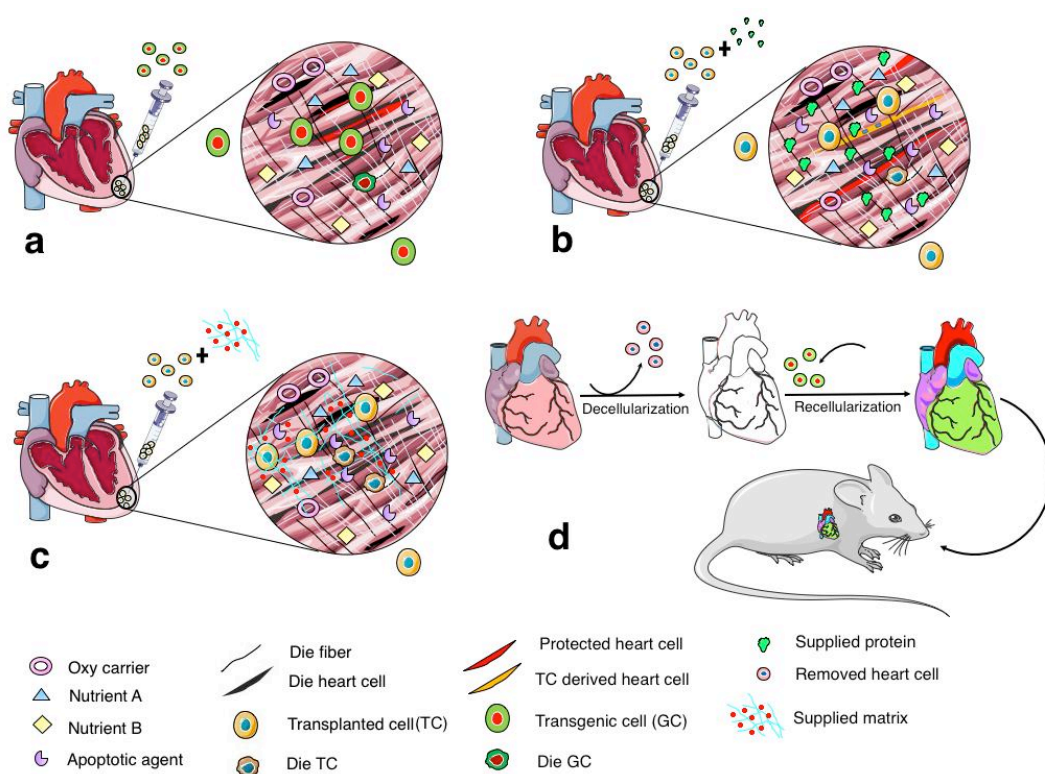 a
b
+
c
+
d
Decellularization
Recellularization
Oxy carrier
Nutrient A
Nutrient B
Apoptotic agent
Die fiber
Die heart cell
Transplanted cell(TC)
Die TC
Protected heart cell
TC derived heart cell
Transgenic cell (GC)
Die GC
Supplied protein
Removed heart cell
Supplied matrix